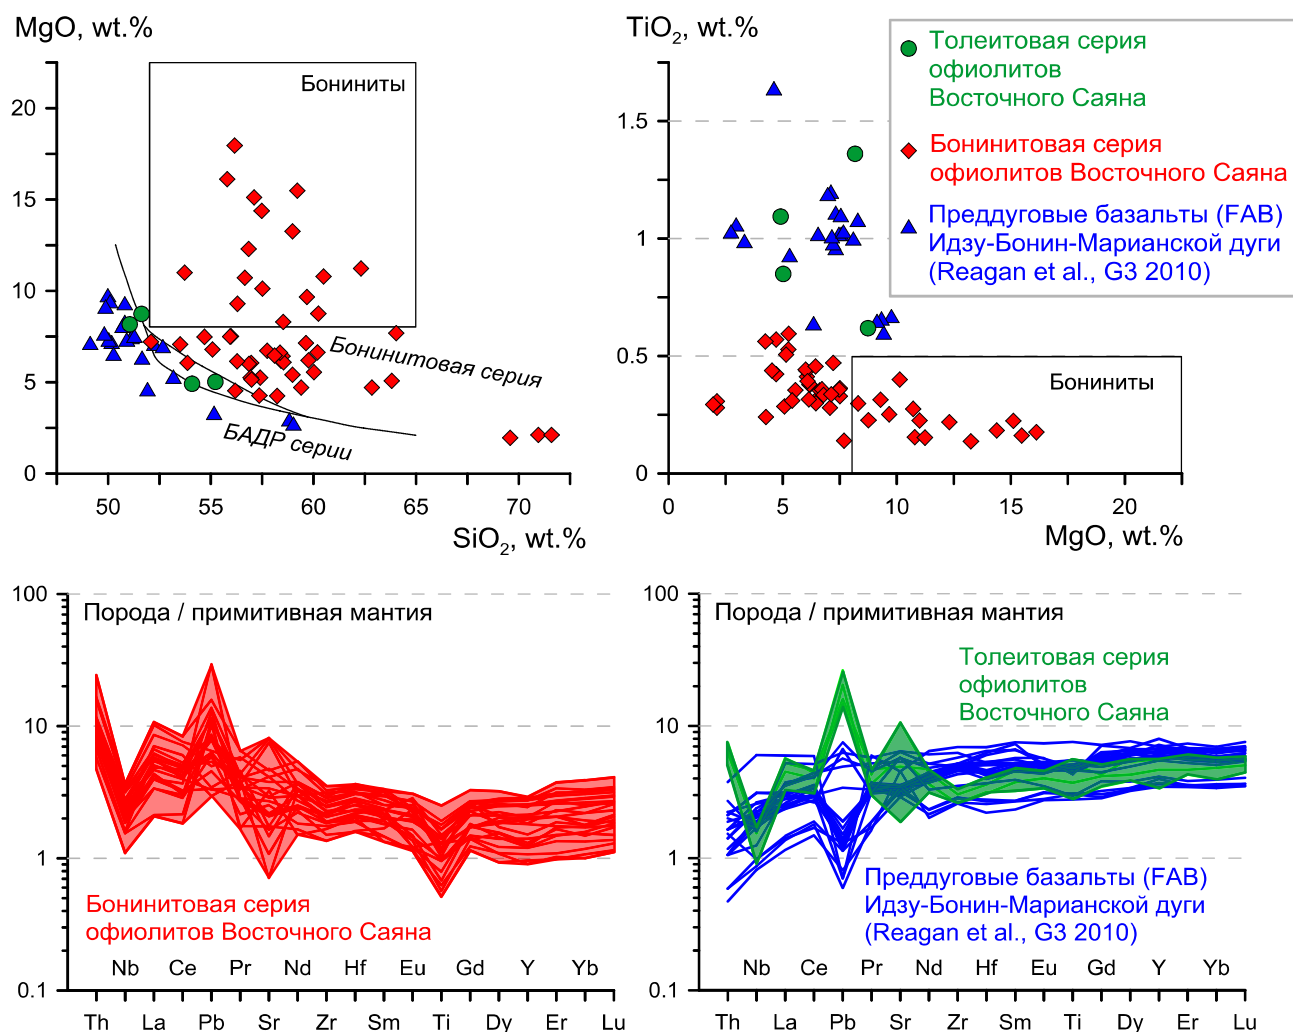 MgO, wt.%
20
15
10
5
0
Бониниты
Бонинитовая серия
БАДР серии
50
55
60
65
70
SiO2, wt.%
TiO2, wt.%
1.5
1
0.5
0
Бониниты
0
5
10
15
20
MgO, wt.%
Толеитовая серия
офиолитов
Восточного Саяна
Бонинитовая серия
офиолитов Восточного Саяна
Преддуговые базальты (FAB)
Идзу-Бонин-Марианской дуги
(Reagan et al., G3 2010)
100
10
1
0.1
Порода / примитивная мантия
Бонинитовая серия
офиолитов Восточного Саяна
Nb Ce Pr Nd Hf Eu Gd Y Yb
Th La Pb Sr Zr Sm Ti Dy Er Lu
100
10
1
0.1
Порода / примитивная мантия
Толеитовая серия
офиолитов
Восточного Саяна
Преддуговые базальты (FAB)
Идзу-Бонин-Марианской дуги
(Reagan et al., G3 2010)
Nb Ce Pr Nd Hf Eu Gd Y Yb
Th La Pb Sr Zr Sm Ti Dy Er Lu